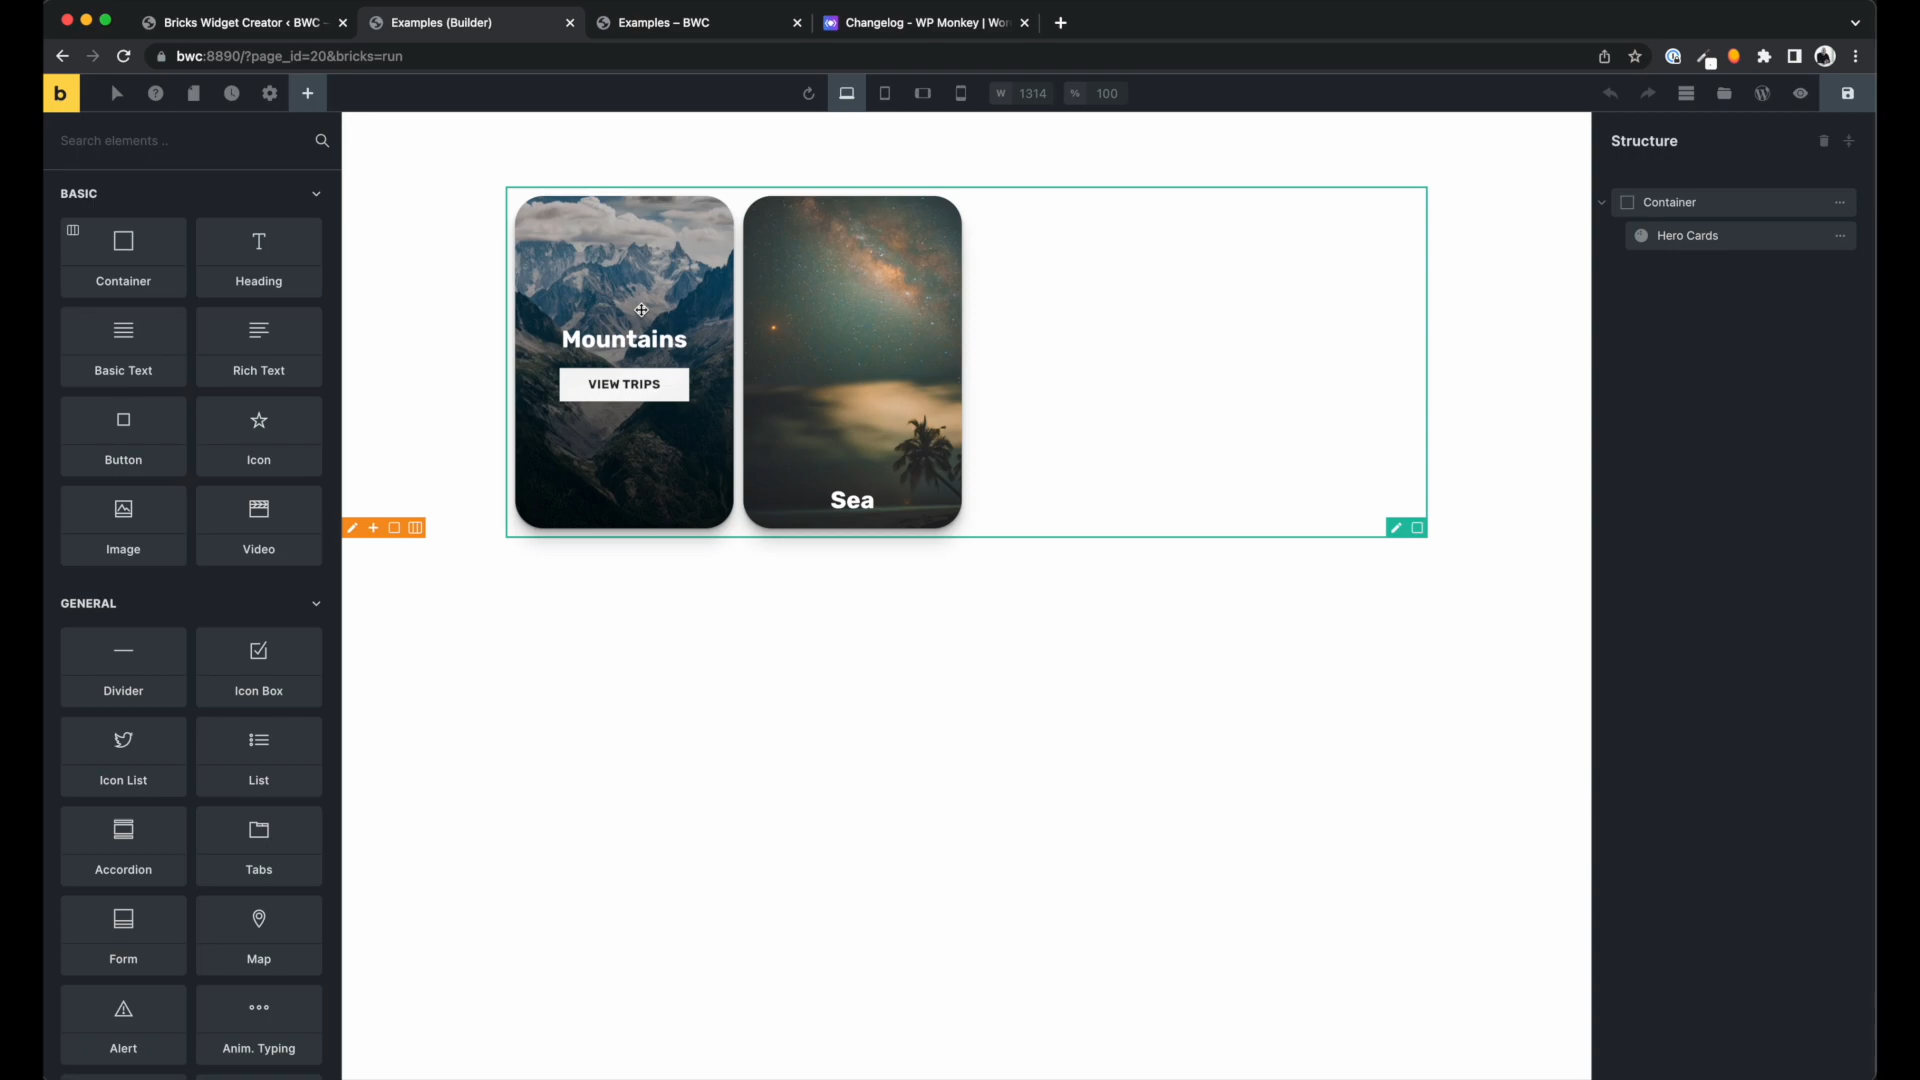 Bricks Widget Creator ‹ BWC –
Examples (Builder)
Examples – BWC
Changelog - WP Monkey | Wor
bwc:8890/?page_id=20&bricks=run
b
W 1314
% 100
Search elements ..
Structure
BASIC
Container
Heading
Basic Text
Rich Text
Button
Icon
Image
Video
GENERAL
Divider
Icon Box
Icon List
List
Accordion
Tabs
Form
Map
Alert
Anim. Typing
Mountains
VIEW TRIPS
Sea
Container
Hero Cards